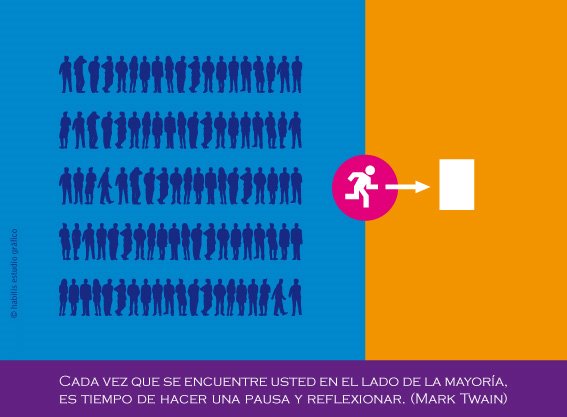 © habilis estudio gráfico
Cada vez que se encuentre usted en el lado de la mayoría,
es tiempo de hacer una pausa y reflexionar. (Mark Twain)